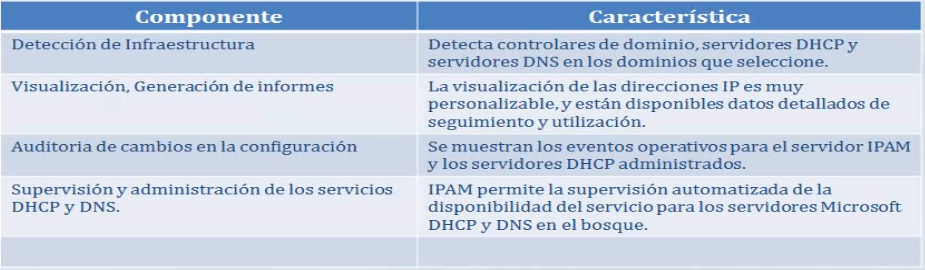 Componente
Característica
Detección de Infraestructura
Detecta controlares de dominio, servidores DHCP y
servidores DNS en los dominios que seleccione.
Visualización, Generación de informes
La visualización de las direcciones IP es muy
personalizable, y están disponibles datos detallados de
seguimiento y utilización.
Auditoria de cambios en la configuración
Se muestran los eventos operativos para el servidor IPAM
y los servidores DHCP administrados.
Supervisión y administración de los servicios
DHCP y DNS.
IPAM permite la supervisión automatizada de la
disponibilidad del servicio para los servidores Microsoft
DHCP y DNS en el bosque.